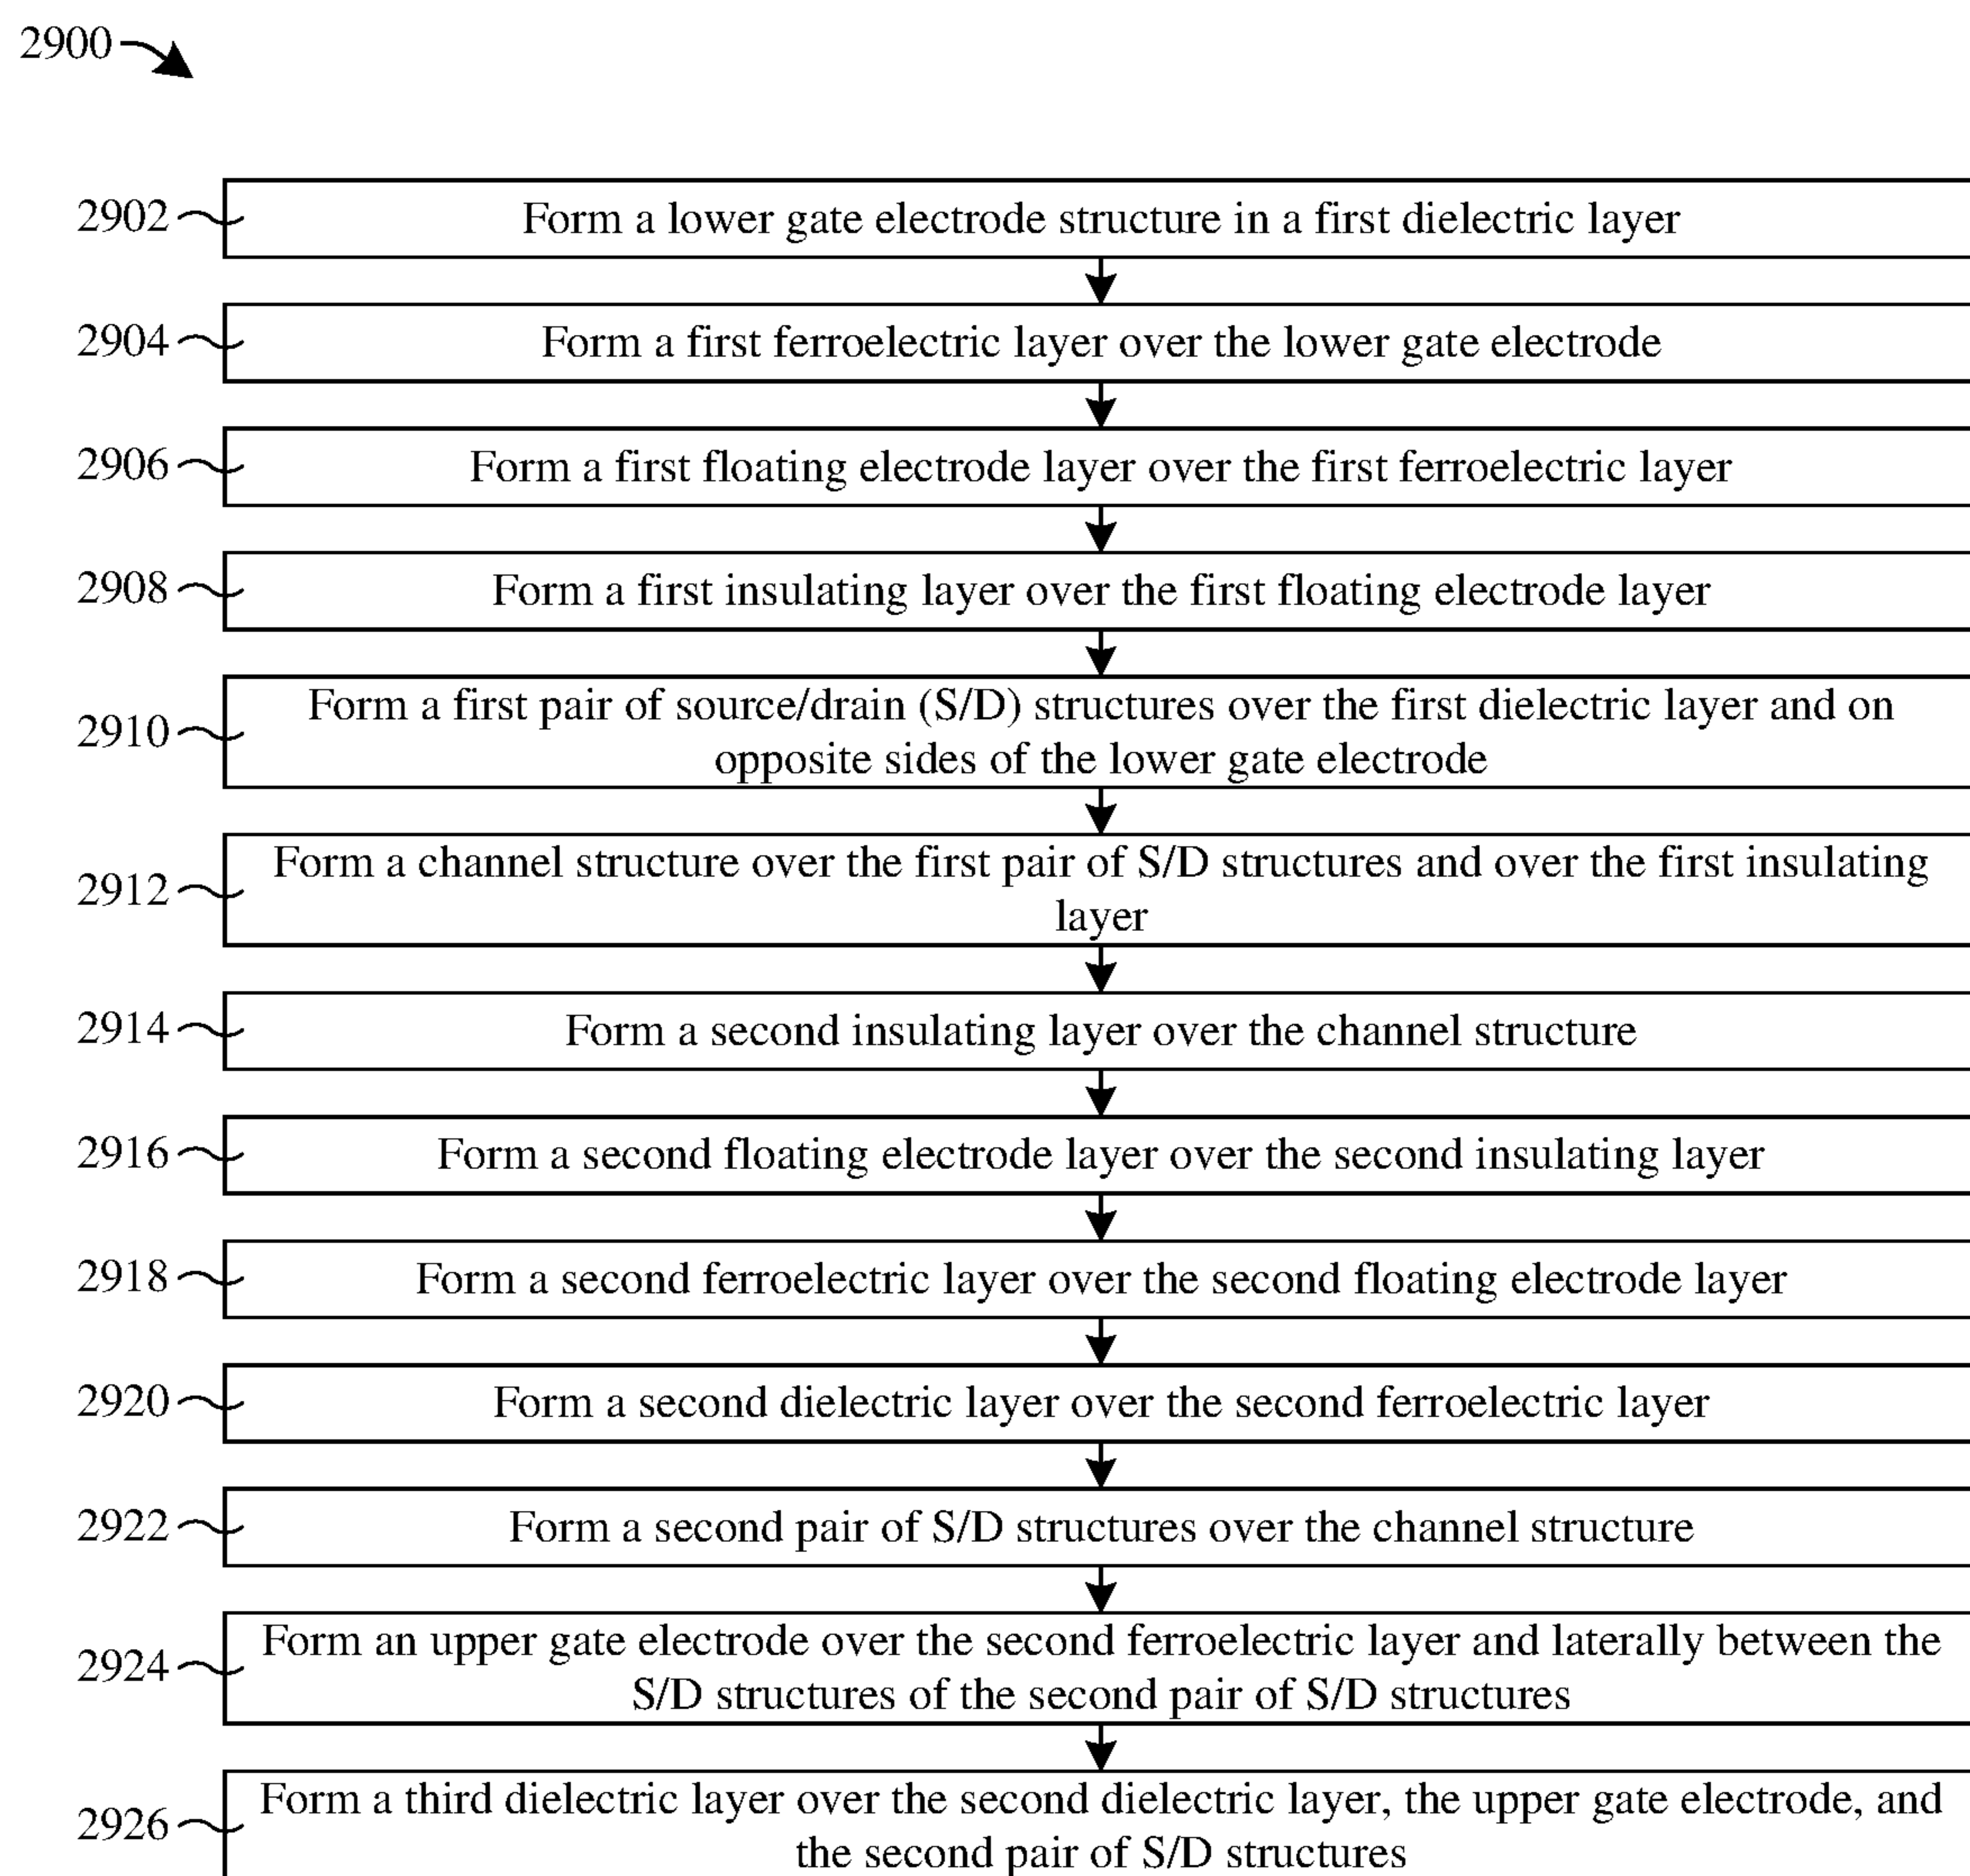 2900
2902
Form a lower gate electrode structure in a first dielectric layer
2904
Form a first ferroelectric layer over the lower gate electrode
2906
Form a first floating electrode layer over the first ferroelectric layer
2908
Form a first insulating layer over the first floating electrode layer
2910
Form a first pair of source/drain (S/D) structures over the first dielectric layer and on
opposite sides of the lower gate electrode
2912
Form a channel structure over the first pair of S/D structures and over the first insulating
layer
2914
Form a second insulating layer over the channel structure
2916
Form a second floating electrode layer over the second insulating layer
2918
Form a second ferroelectric layer over the second floating electrode layer
2920
Form a second dielectric layer over the second ferroelectric layer
2922
Form a second pair of S/D structures over the channel structure
2924
Form an upper gate electrode over the second ferroelectric layer and laterally between the
S/D structures of the second pair of S/D structures
2926
Form a third dielectric layer over the second dielectric layer, the upper gate electrode, and
the second pair of S/D structures